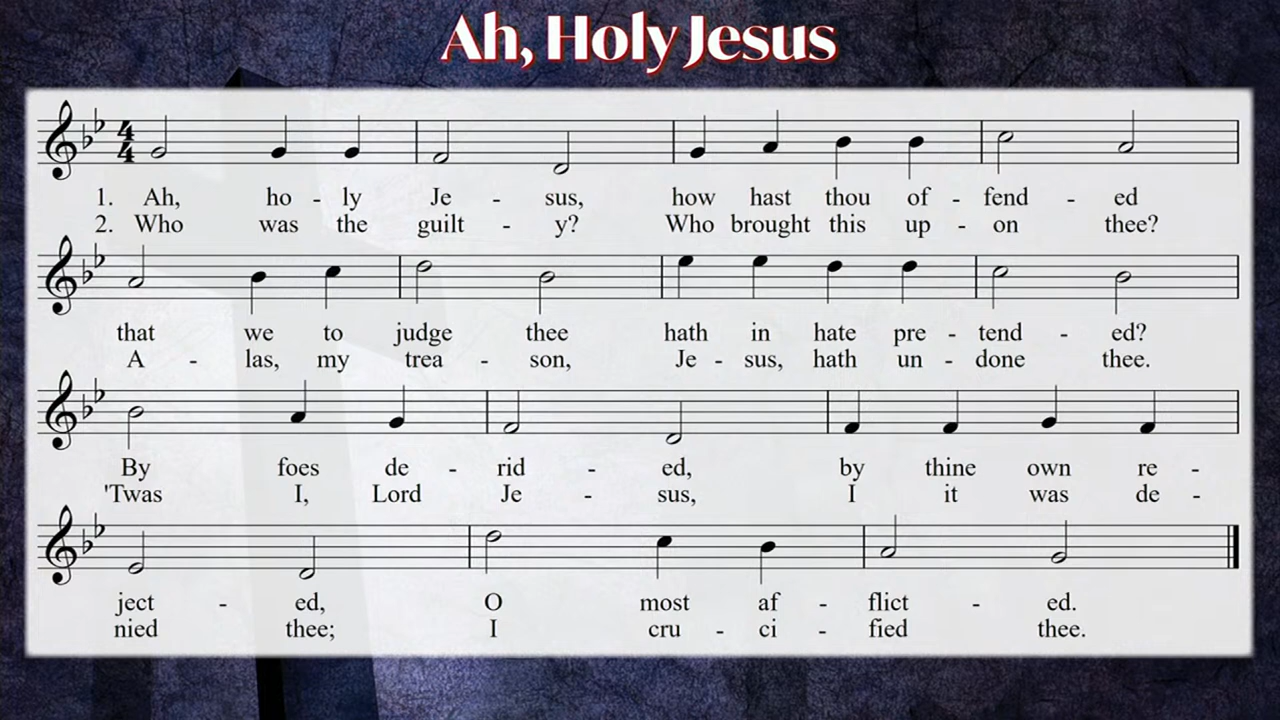 Ah, Holy Jesus
4
4
1. Ah, ho - ly Je - sus, how hast thou of - fend - ed
2. Who was the guilt - y? Who brought this up - on thee?
that we to judge thee hath in hate pre - tend - ed?
A - las, my trea - son, Je - sus, hath un - done thee.
By foes de - rid - ed, by thine own re -
'Twas I, Lord Je - sus, I it was de -
ject - ed, O most af - flict - ed.
nied thee; I cru - ci - fied thee.